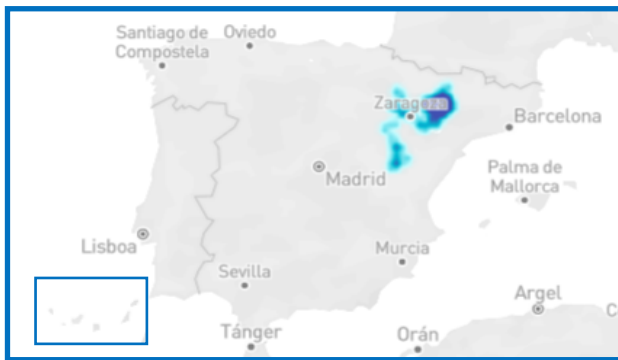 Santiago de
Compostela
Oviedo
Zaragoza
Barcelona
Madrid
Palma de
Mallorca
Lisboa
Murcia
Sevilla
Argel
Tánger
Orán
C